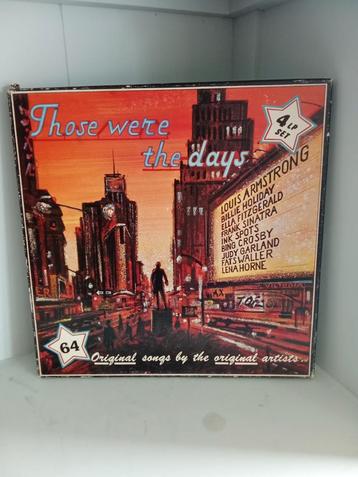 Those were
the days
4 LP
SET
LOUIS ARMSTRONG
BILLIE HOLIDAY
ELLA FITZGERALD
FRANK SINATRA
INK SPOTS
BING CROSBY
JUDY GARLAND
FATS WALLER
LENA HORNE
64
Original songs by the original artists..